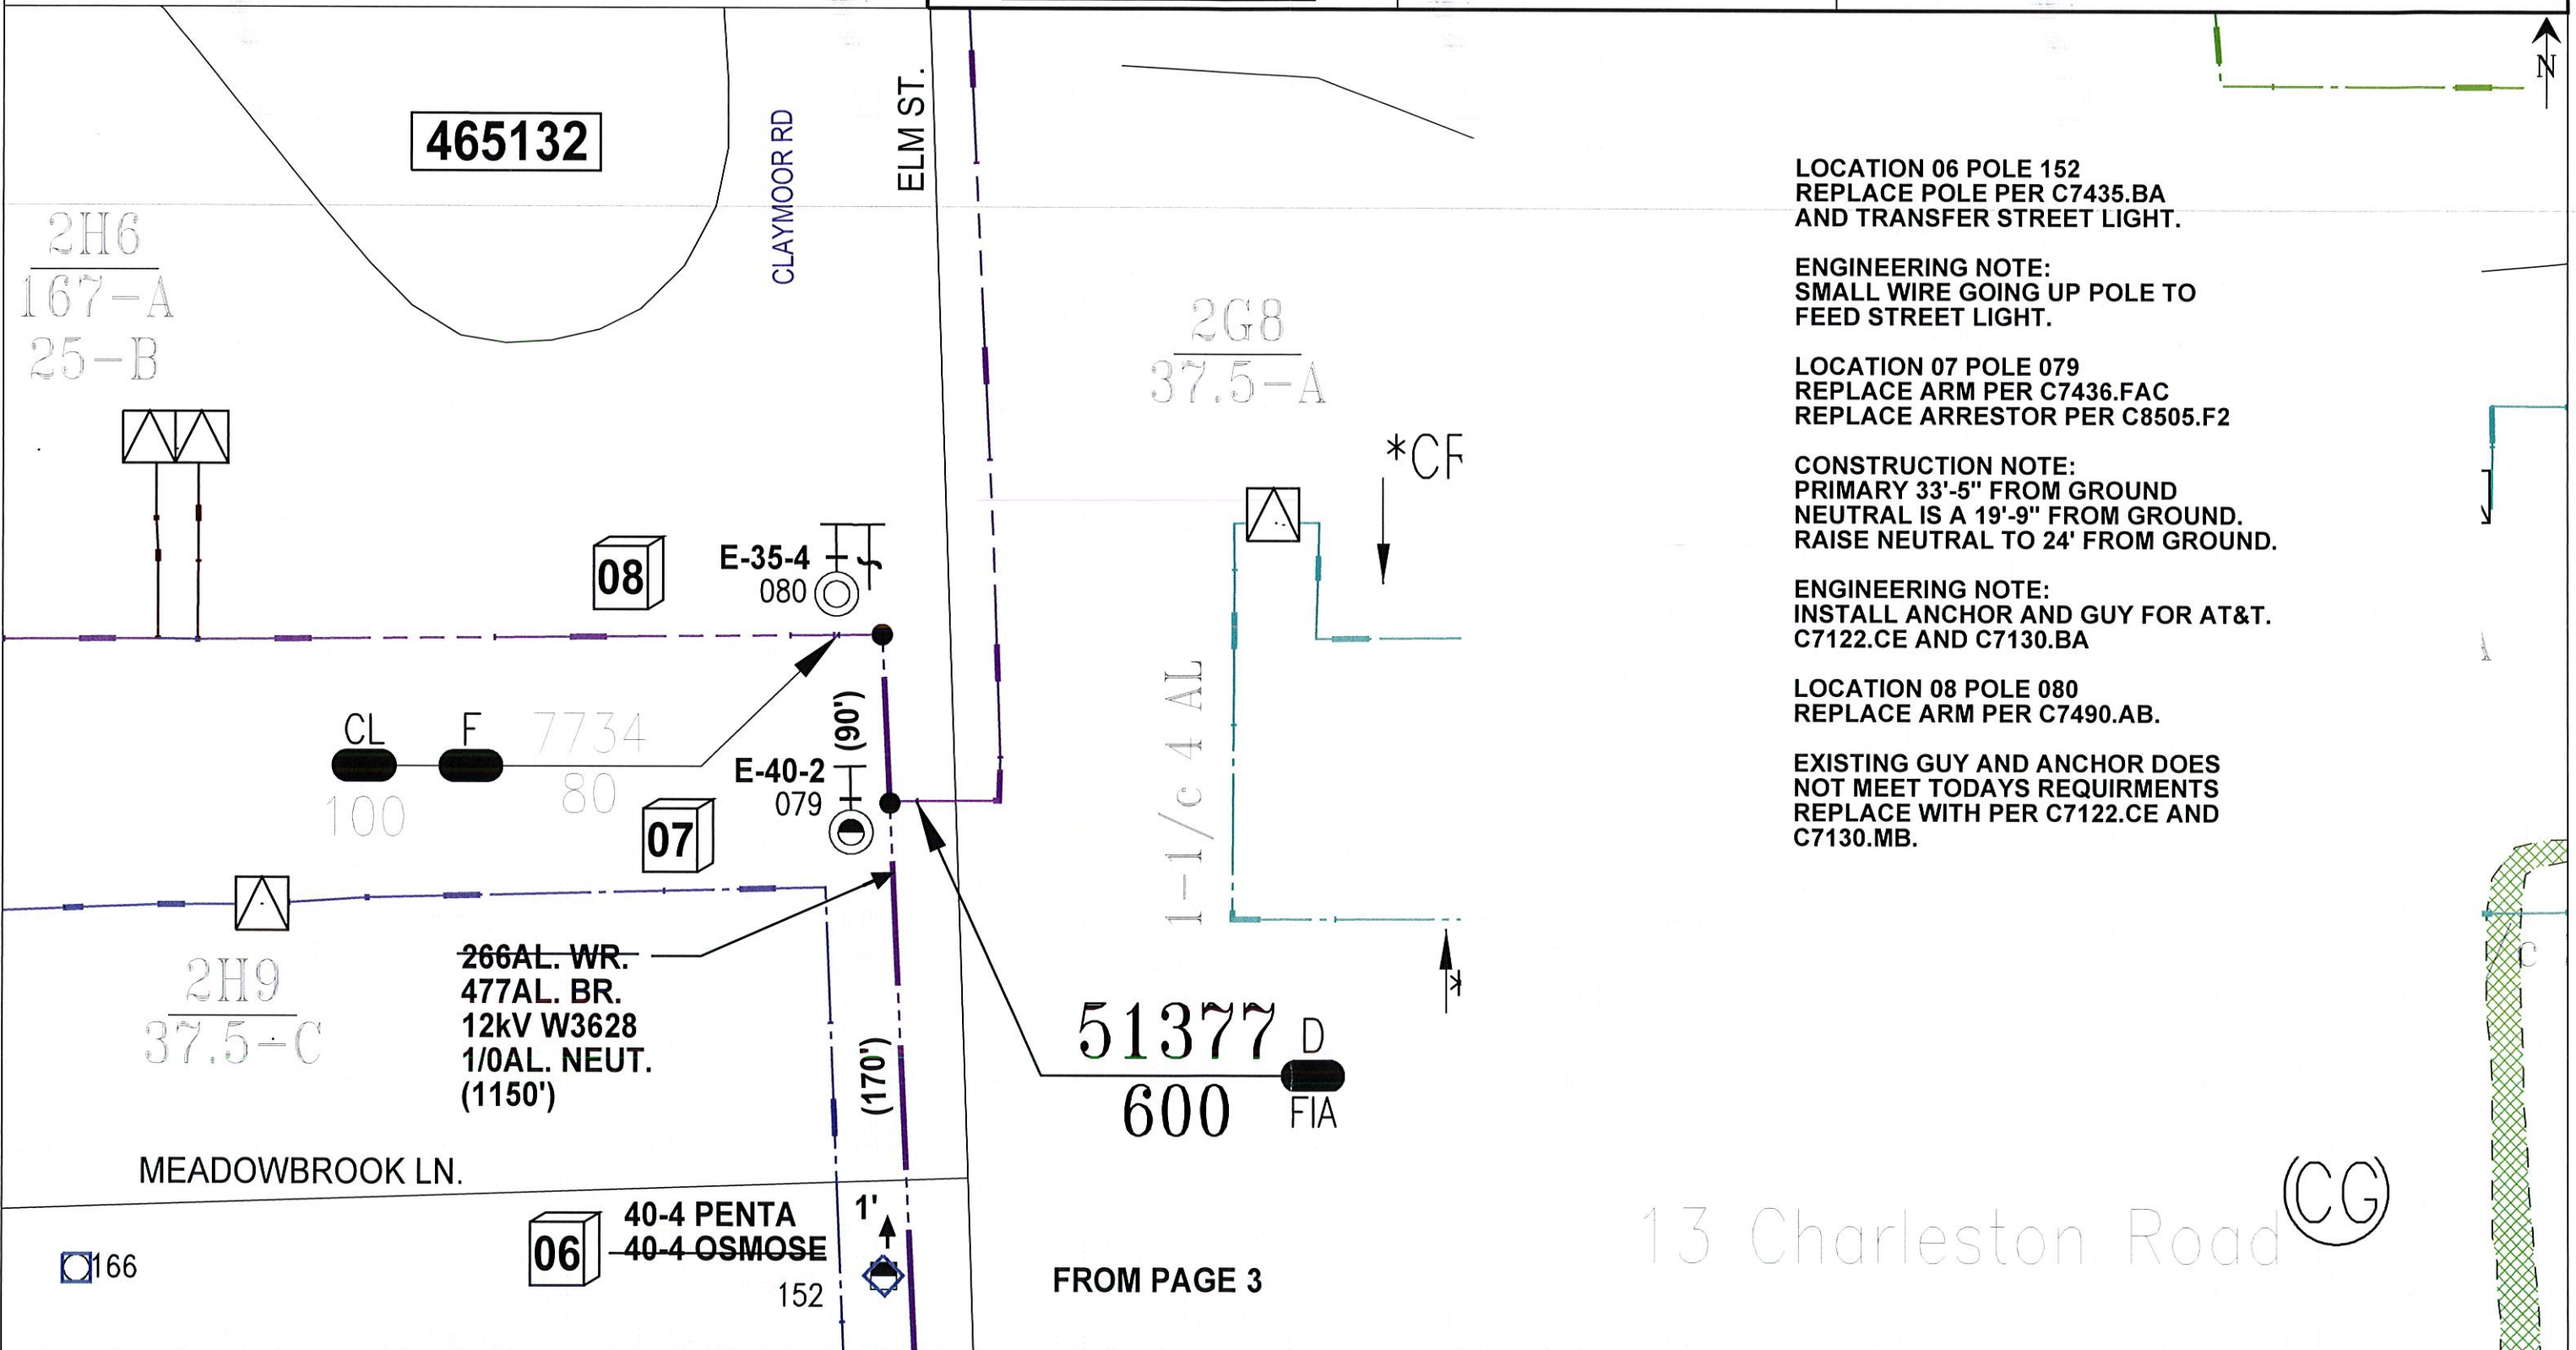 465132
CLAYMOOR RD
ELM ST.
N
2H6
167-A
25-B
2G8
37.5-A
*CF
08
E-35-4
080
CL
F
7734
100
80
(90')
E-40-2
079
07
1-1/c 4 AL
266AL. WR.
477AL. BR.
12kV W3628
1/0AL. NEUT.
(1150')
2H9
37.5-C
(170')
51377
D
600
FIA
MEADOWBROOK LN.
06
40-4 PENTA
40-4 OSMOSE
1'
152
166
FROM PAGE 3
LOCATION 06 POLE 152
REPLACE POLE PER C7435.BA
AND TRANSFER STREET LIGHT.
ENGINEERING NOTE:
SMALL WIRE GOING UP POLE TO
FEED STREET LIGHT.
LOCATION 07 POLE 079
REPLACE ARM PER C7436.FAC
REPLACE ARRESTOR PER C8505.F2
CONSTRUCTION NOTE:
PRIMARY 33'-5" FROM GROUND
NEUTRAL IS A 19'-9" FROM GROUND.
RAISE NEUTRAL TO 24' FROM GROUND.
ENGINEERING NOTE:
INSTALL ANCHOR AND GUY FOR AT&T.
C7122.CE AND C7130.BA
LOCATION 08 POLE 080
REPLACE ARM PER C7490.AB.
EXISTING GUY AND ANCHOR DOES
NOT MEET TODAYS REQUIRMENTS
REPLACE WITH PER C7122.CE AND
C7130.MB.
13 Charleston Road
CG